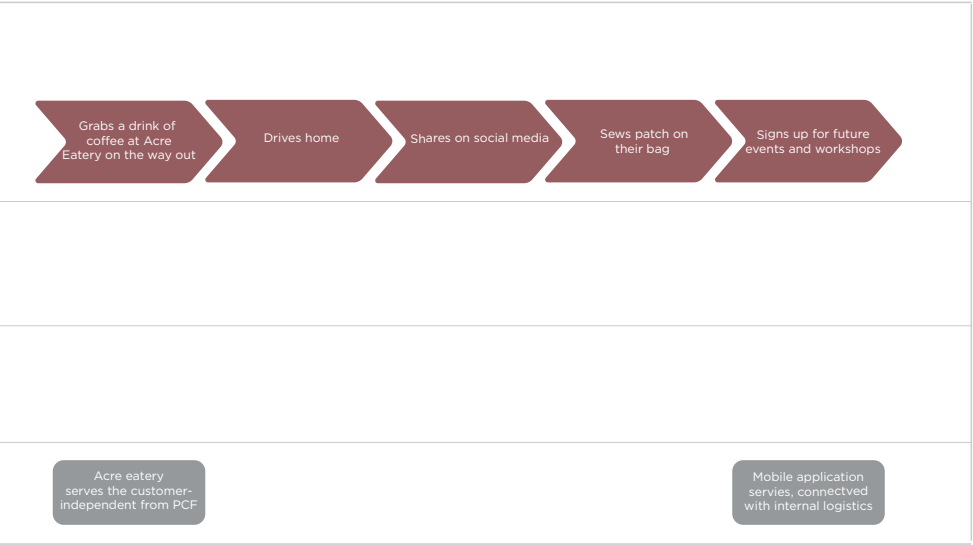 Grabs a drink of
coffee at Acre
Eatery on the way out
Drives home
Shares on social media
Sews patch on
their bag
Signs up for future
events and workshops
Acre eatery
serves the customer-
independent from PCF
Mobile application
servies, connectved
with internal logistics